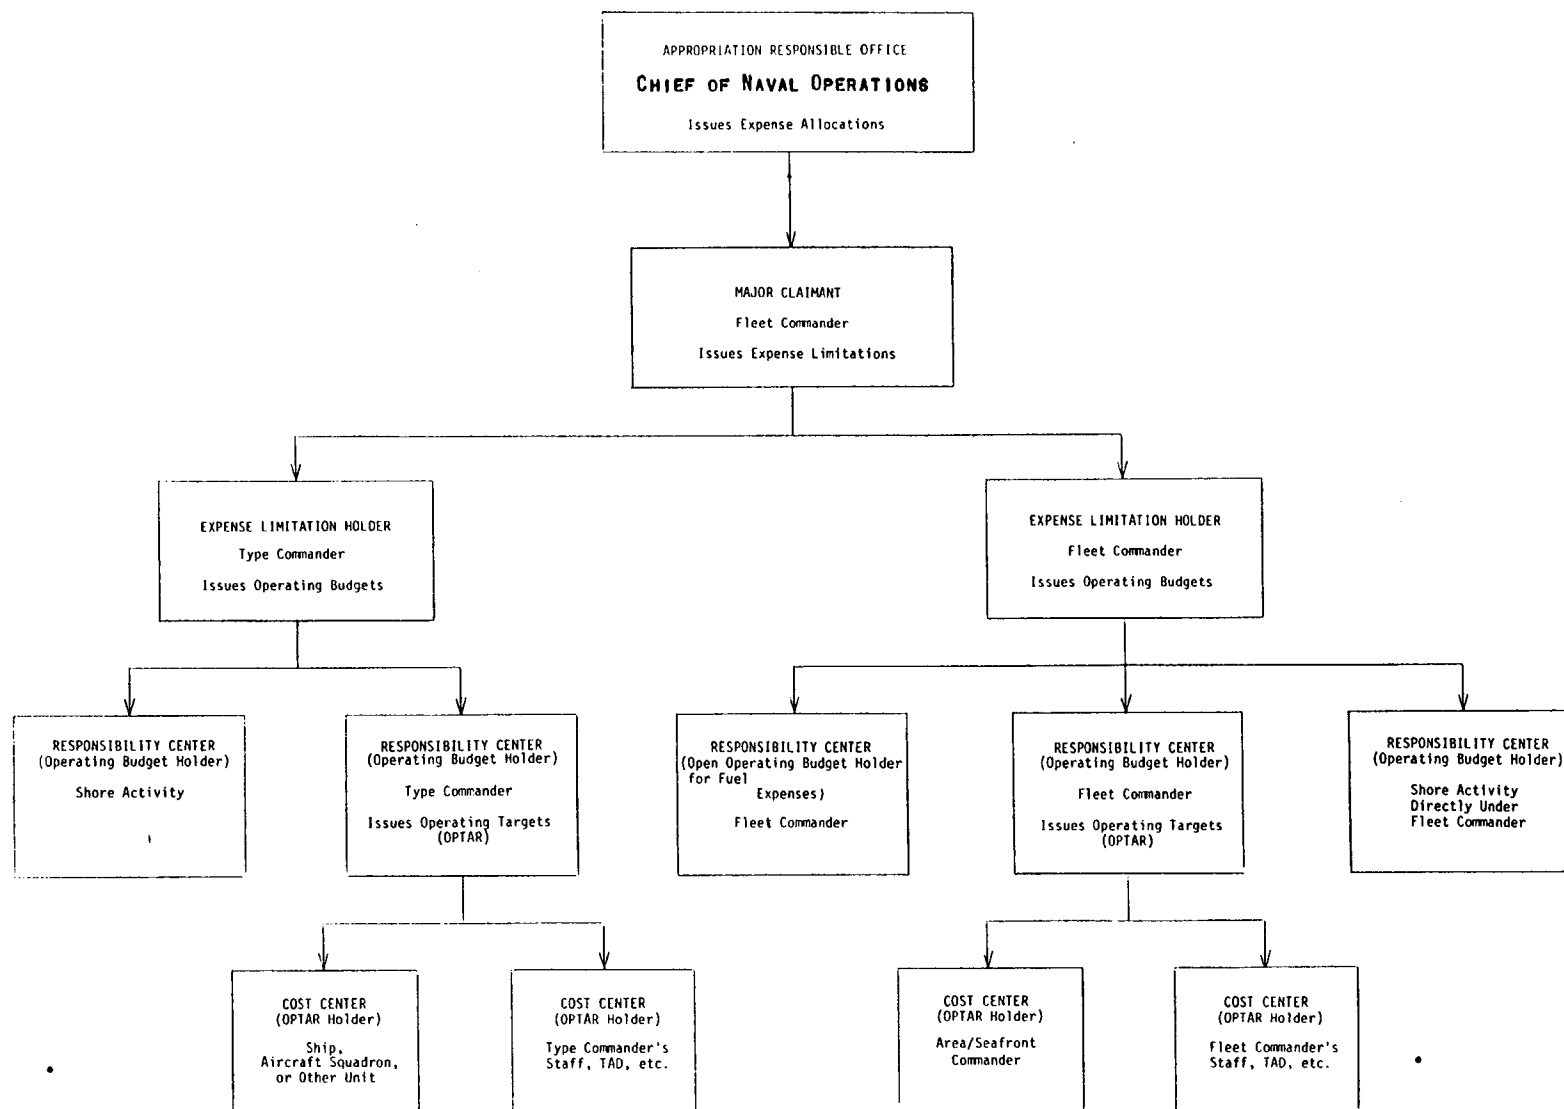 APPROPRIATION RESPONSIBLE OFFICE
CHIEF OF NAVAL OPERATIONS
Issues Expense Allocations
MAJOR CLAIMANT
Fleet Commander
Issues Expense Limitations
EXPENSE LIMITATION HOLDER
Type Commander
Issues Operating Budgets
EXPENSE LIMITATION HOLDER
Fleet Commander
Issues Operating Budgets
RESPONSIBILITY CENTER
(Operating Budget Holder)
Shore Activity
RESPONSIBILITY CENTER
(Operating Budget Holder)
Type Commander
Issues Operating Targets
(OPTAR)
RESPONSIBILITY CENTER
(Open Operating Budget Holder
for Fuel
Expenses)
Fleet Commander
RESPONSIBILITY CENTER
(Operating Budget Holder)
Fleet Commander
Issues Operating Targets
(OPTAR)
RESPONSIBILITY CENTER
(Operating Budget Holder)
Shore Activity
Directly Under
Fleet Commander
COST CENTER
(OPTAR Holder)
Ship,
Aircraft Squadron,
or Other Unit
COST CENTER
(OPTAR Holder)
Type Commander's
Staff, TAD, etc.
COST CENTER
(OPTAR Holder)
Area/Seafront
Commander
COST CENTER
(OPTAR Holder)
Fleet Commander's
Staff, TAD, etc.